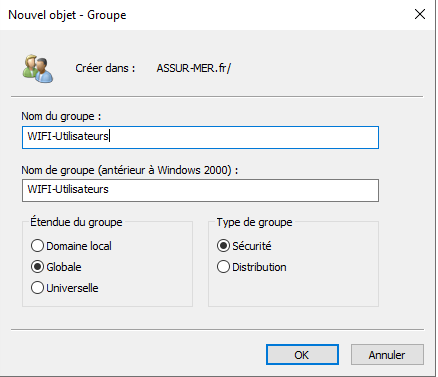 Nouvel objet - Groupe
Créer dans : ASSUR-MER.fr/
Nom du groupe :
WIFI-Utilisateurs
Nom de groupe (antérieur à Windows 2000) :
WIFI-Utilisateurs
Étendue du groupe
Domaine local
Globale
Universelle
Type de groupe
Sécurité
Distribution
OK
Annuler